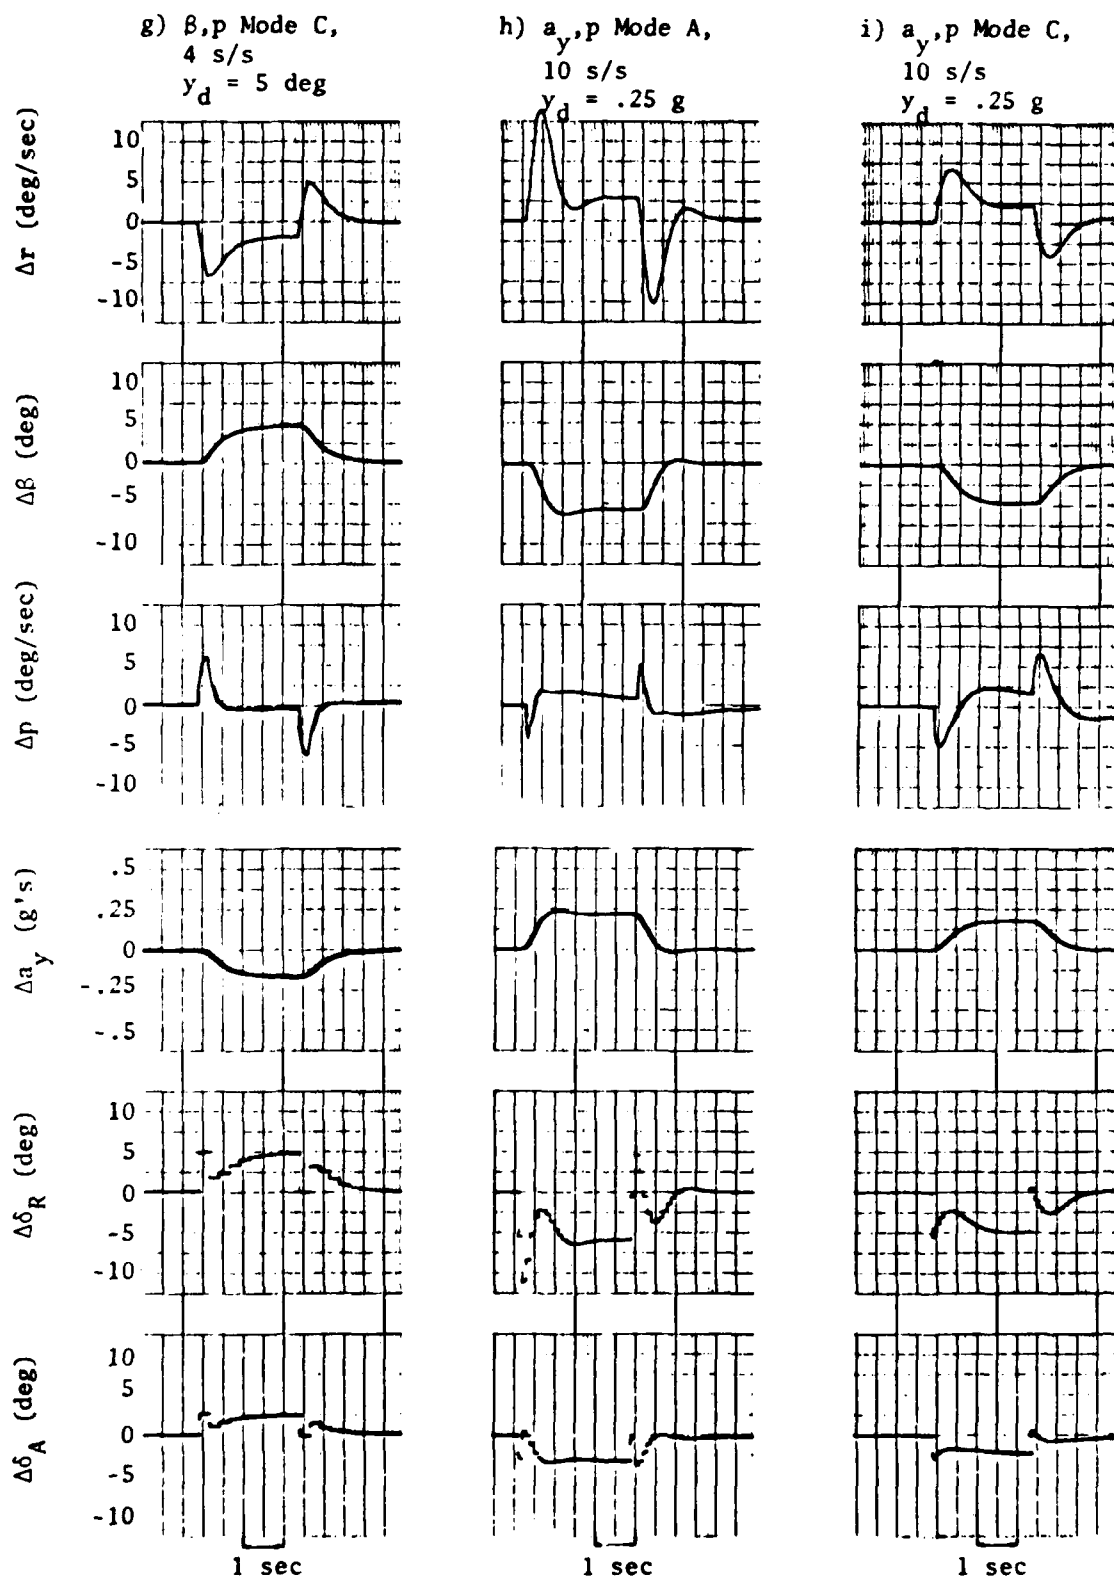 g) β,p Mode C,
4 s/s
y_d = 5 deg
h) a_y,p Mode A,
10 s/s
y_d = .25 g
i) a_y,p Mode C,
10 s/s
y_d = .25 g
Δr (deg/sec)
10
5
0
-5
-10
Δβ (deg)
10
5
0
-5
-10
Δp (deg/sec)
10
5
0
-5
-10
Δa_y (g's)
.5
.25
0
-.25
-.5
Δδ_R (deg)
10
5
0
-5
-10
Δδ_A (deg)
10
5
0
-5
-10
1 sec
1 sec
1 sec